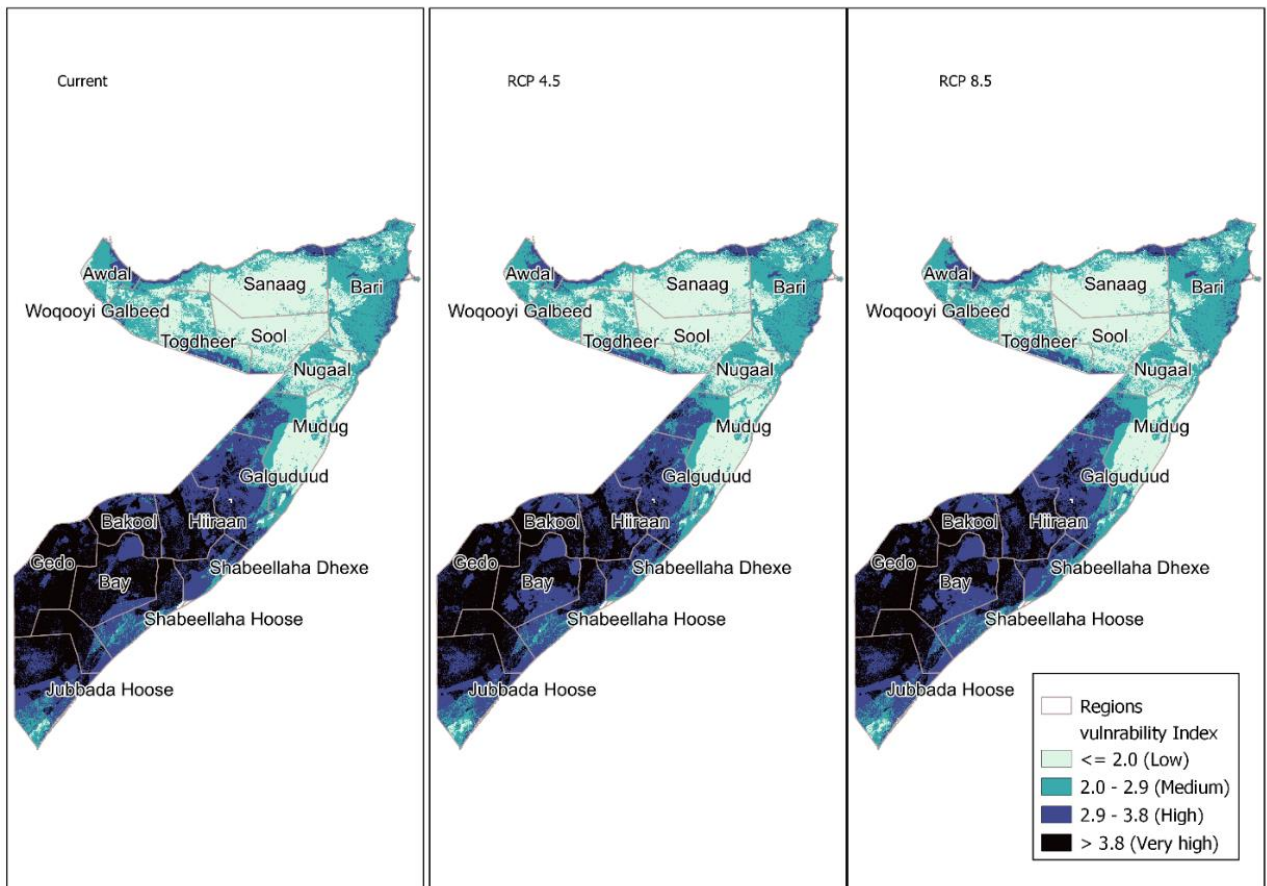 Current
Awdal
Sanaag
Bari
Woqooyi Galbeed
Togdheer
Sool
Nugaal
Mudug
Galguduud
Bakool
Hiiraan
Gedo
Bay
Shabeellaha Dhexe
Shabeellaha Hoose
Jubbada Hoose
RCP 4.5
Awdal
Sanaag
Bari
Woqooyi Galbeed
Togdheer
Sool
Nugaal
Mudug
Galguduud
Bakool
Hiiraan
Gedo
Bay
Shabeellaha Dhexe
Shabeellaha Hoose
Jubbada Hoose
RCP 8.5
Awdal
Sanaag
Bari
Woqooyi Galbeed
Togdheer
Sool
Nugaal
Mudug
Galguduud
Bakool
Hiiraan
Gedo
Bay
Shabeellaha Dhexe
Shabeellaha Hoose
Jubbada Hoose
Regions
vulnrability Index
<= 2.0 (Low)
2.0 - 2.9 (Medium)
2.9 - 3.8 (High)
> 3.8 (Very high)